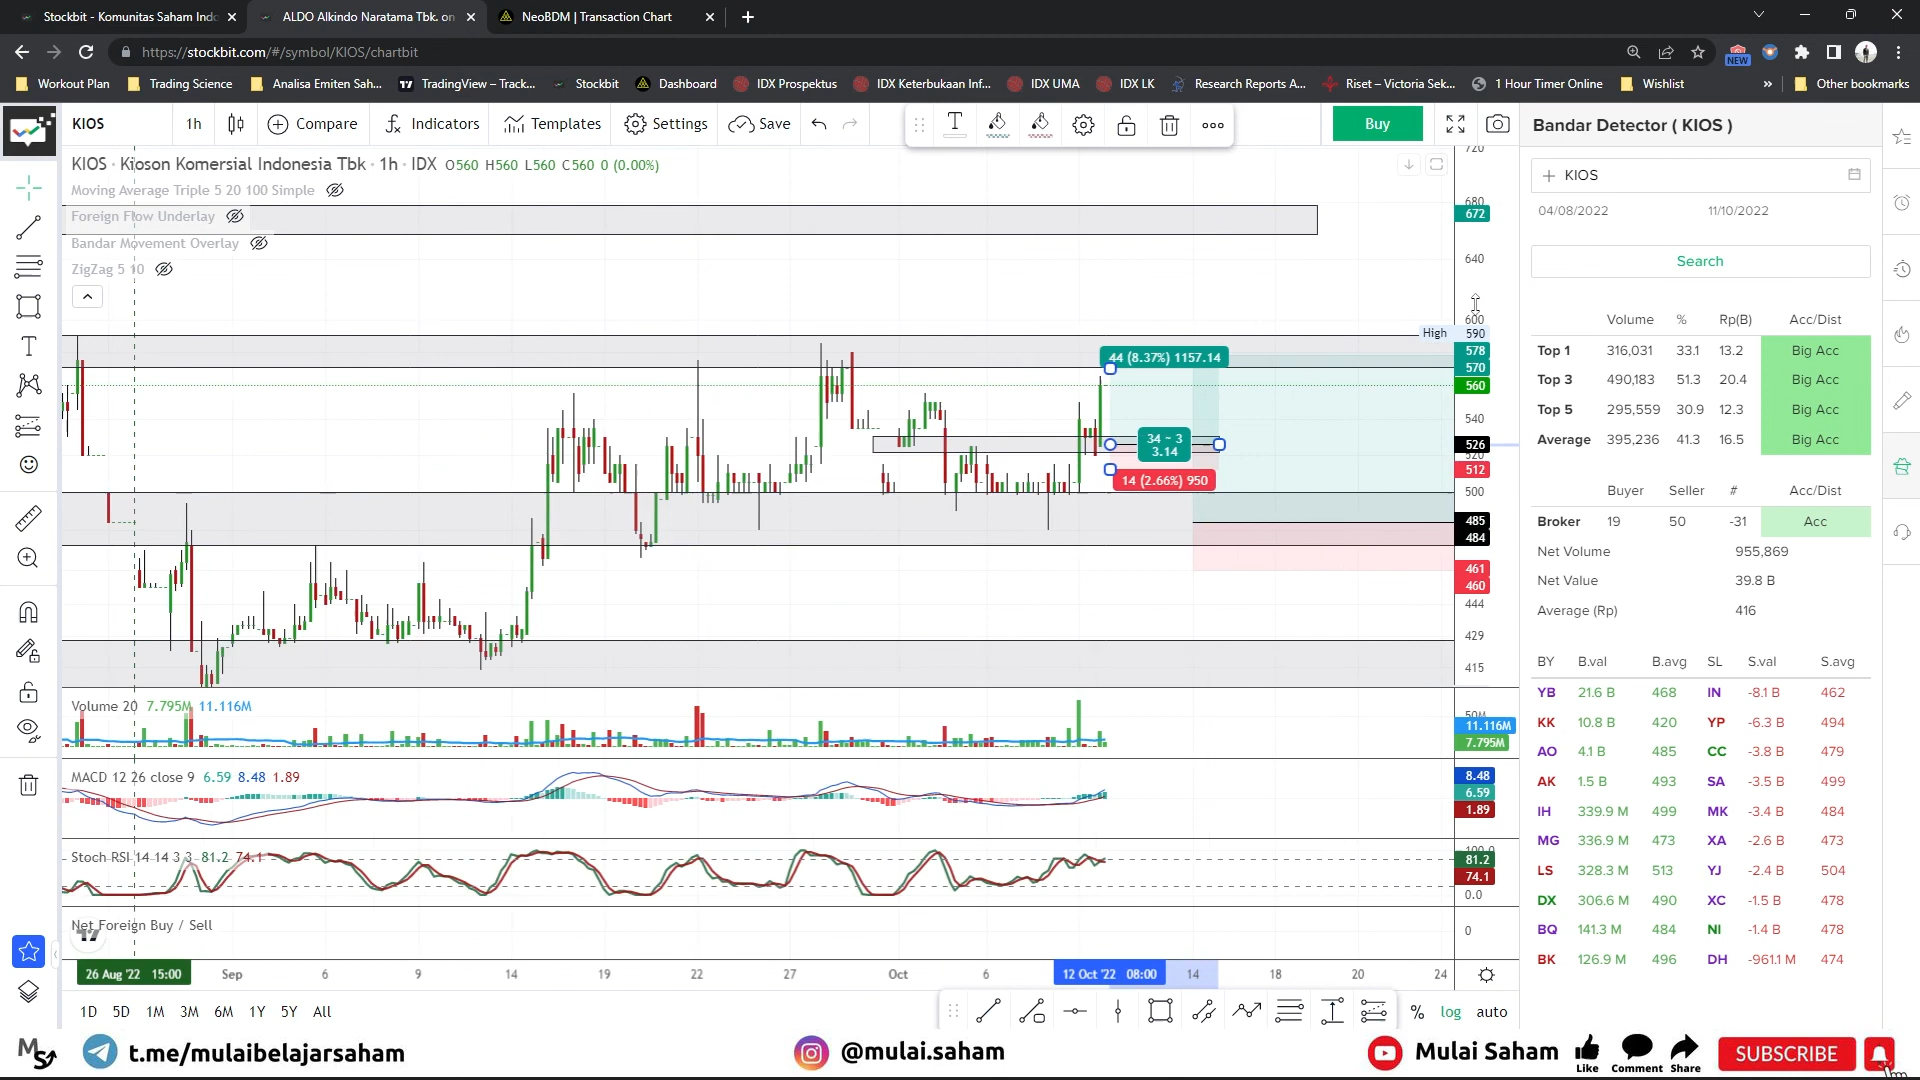 Stockbit - Komunitas Saham Indo
ALDO Alkindo Naratama Tbk. on
NeoBDM | Transaction Chart
https://stockbit.com/#/symbol/KIOS/chartbit
NEW
Workout Plan
Trading Science
Analisa Emiten Sah...
TradingView – Track...
Stockbit
Dashboard
IDX Prospektus
IDX Keterbukaan Inf...
IDX UMA
IDX LK
Research Reports A...
Riset – Victoria Sek...
1 Hour Timer Online
Wishlist
»
Other bookmarks
KIOS
1h
Compare
Indicators
Templates
Settings
Save
Buy
KIOS · Kioson Komersial Indonesia Tbk · 1h · IDX O560 H560 L560 C560 0 (0.00%)
Moving Average Triple 5 20 100 Simple
Foreign Flow Underlay
Bandar Movement Overlay
ZigZag 5 10
44 (8.37%) 1157.14
34 ~ 3
3.14
14 (2.66%) 950
720
680
672
640
600
High 590
578
570
560
540
526
520
512
500
485
484
461
460
444
429
415
Volume 20 7.795M 11.116M
50M
11.116M
7.795M
MACD 12 26 close 9 6.59 8.48 1.89
8.48
6.59
1.89
Stoch RSI 14 14 3 3 81.2 74.1
100.0
81.2
74.1
0.0
Net Foreign Buy / Sell
0
26 Aug '22 15:00
Sep
6
9
14
19
22
27
Oct
6
12 Oct '22 08:00
14
18
20
24
1D 5D 1M 3M 6M 1Y 5Y All
% log auto
Bandar Detector ( KIOS )
KIOS
04/08/2022 11/10/2022
Search
Volume % Rp(B) Acc/Dist
Top 1 316,031 33.1 13.2 Big Acc
Top 3 490,183 51.3 20.4 Big Acc
Top 5 295,559 30.9 12.3 Big Acc
Average 395,236 41.3 16.5 Big Acc
Buyer Seller # Acc/Dist
Broker 19 50 -31 Acc
Net Volume 955,869
Net Value 39.8 B
Average (Rp) 416
BY B.val B.avg SL S.val S.avg
YB 21.6 B 468 IN -8.1 B 462
KK 10.8 B 420 YP -6.3 B 494
AO 4.1 B 485 CC -3.8 B 479
AK 1.5 B 493 SA -3.5 B 499
IH 339.9 M 499 MK -3.4 B 484
MG 336.9 M 473 XA -2.6 B 473
LS 328.3 M 513 YJ -2.4 B 504
DX 306.6 M 490 XC -1.5 B 478
BQ 141.3 M 484 NI -1.4 B 478
BK 126.9 M 496 DH -961.1 M 474
t.me/mulaibelajarsaham
@mulai.saham
Mulai Saham
Like
Comment
Share
SUBSCRIBE